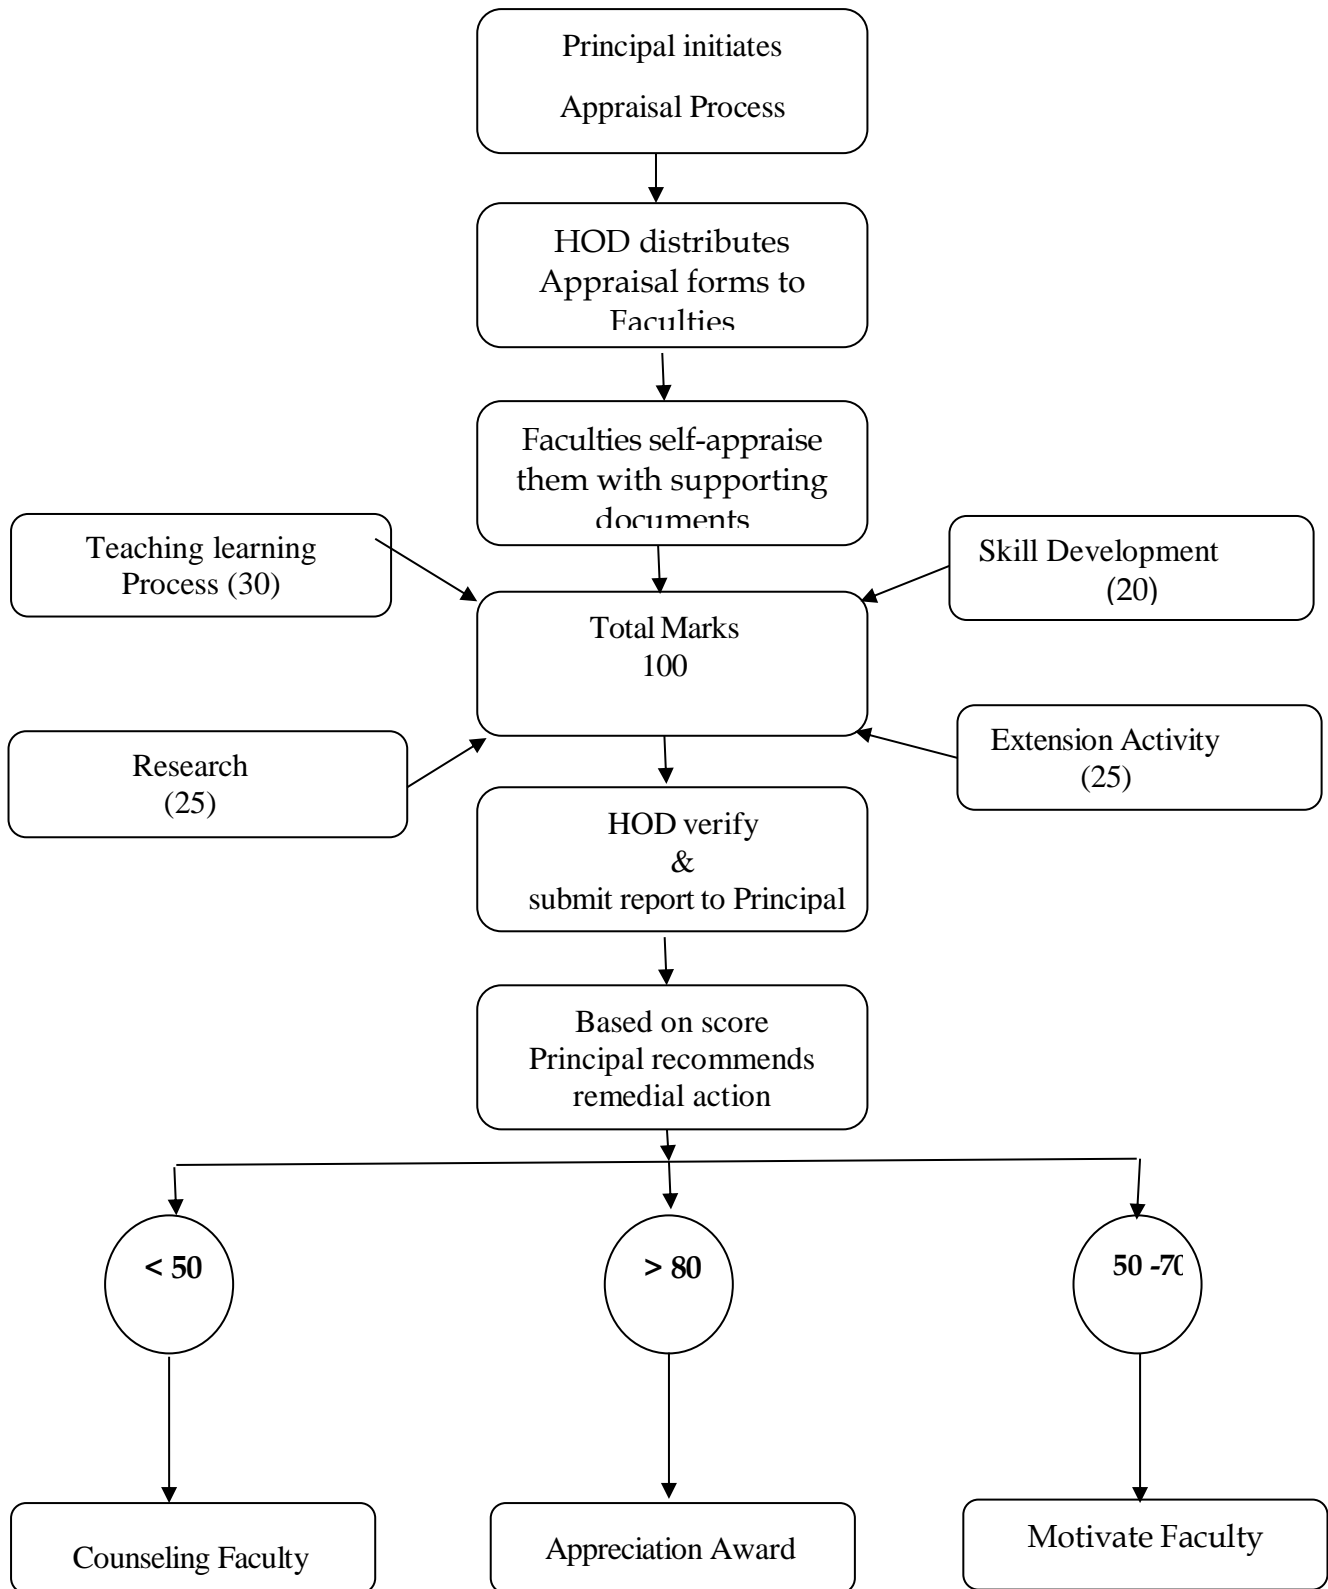 Principal initiates
Appraisal Process
HOD distributes
Appraisal forms to
Faculties
Faculties self-appraise
them with supporting
documents
Teaching learning
Process (30)
Skill Development
(20)
Total Marks
100
Research
(25)
Extension Activity
(25)
HOD verify
&
submit report to Principal
Based on score
Principal recommends
remedial action
< 50
> 80
50 -70
Counseling Faculty
Appreciation Award
Motivate Faculty